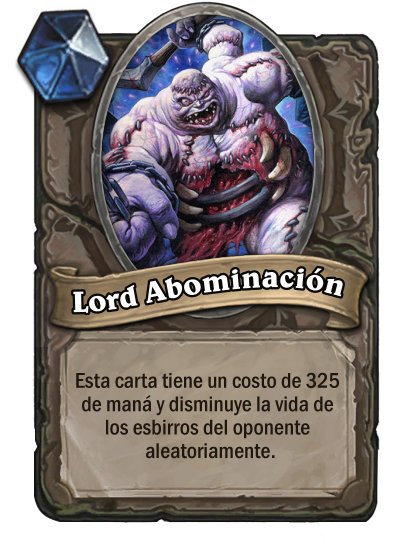 Lord Abominación
Esta carta tiene un costo de 325
de maná y disminuye la vida de
los esbirros del oponente
aleatoriamente.